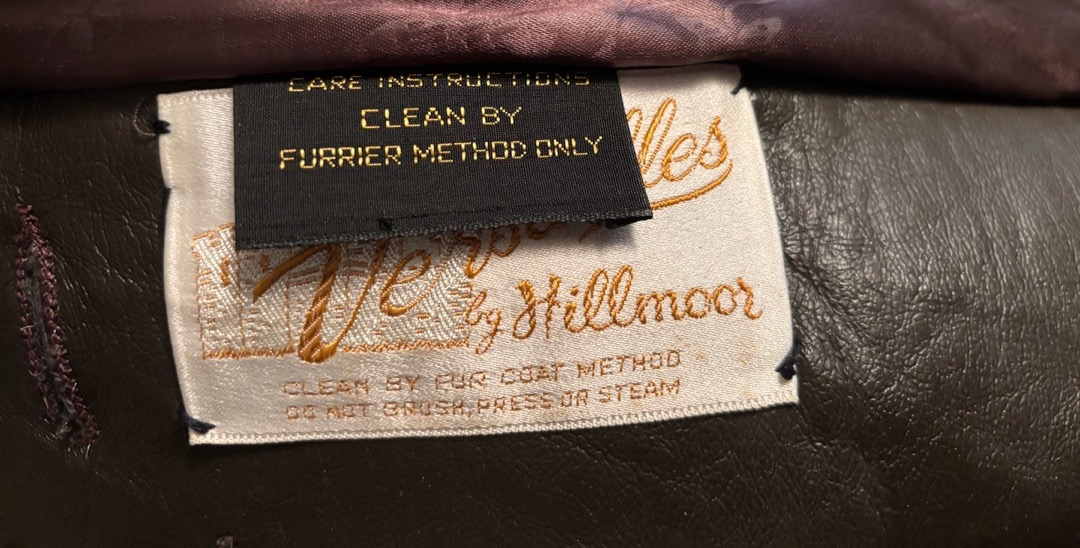 CARE INSTRUCTIONS
CLEAN BY
FURRIER METHOD ONLY
Versailles
by Hillmoor
CLEAN BY FUR COAT METHOD
DO NOT BRUSH, PRESS OR STEAM